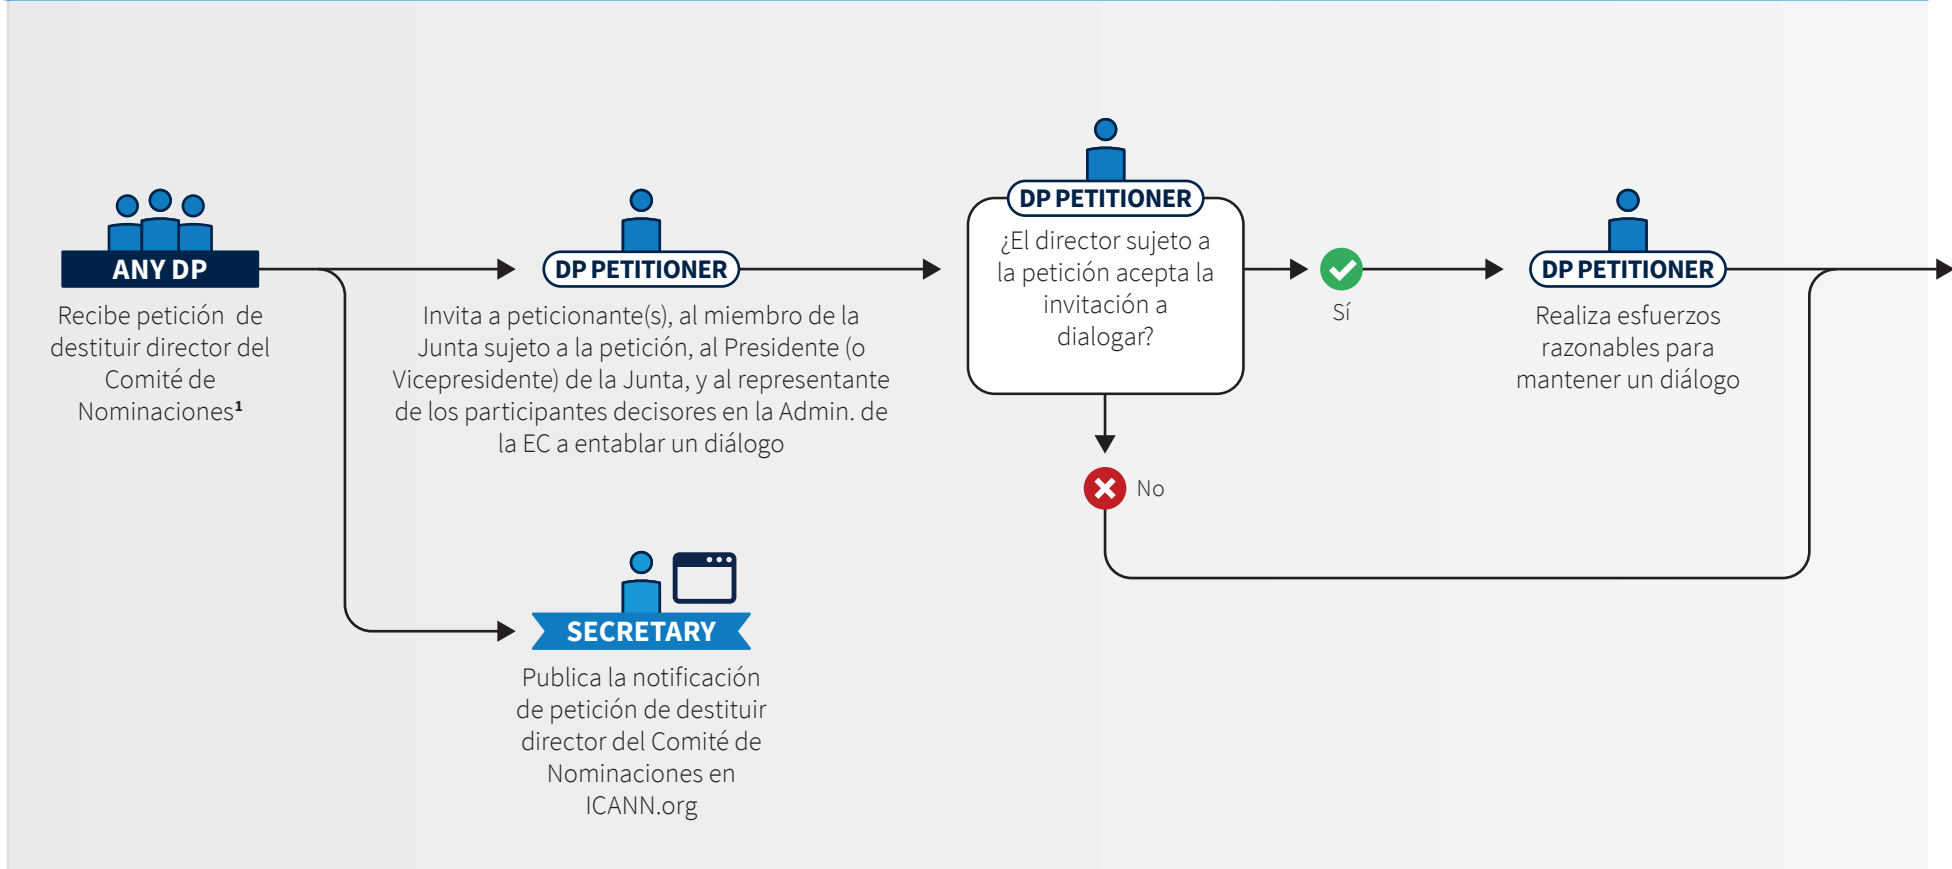 ANY DP
Recibe petición de
destituir director del
Comité de
Nominaciones¹
DP PETITIONER
Invita a peticionante(s), al miembro de la
Junta sujeto a la petición, al Presidente (o
Vicepresidente) de la Junta, y al representante
de los participantes decisores en la Admin. de
la EC a entablar un diálogo
SECRETARY
Publica la notificación
de petición de destituir
director del Comité de
Nominaciones en
ICANN.org
DP PETITIONER
¿El director sujeto a
la petición acepta la
invitación a
dialogar?
Sí
No
DP PETITIONER
Realiza esfuerzos
razonables para
mantener un diálogo